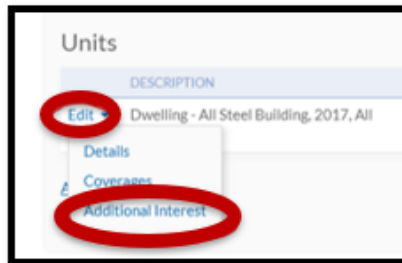 Units
DESCRIPTION
Edit Dwelling - All Steel Building, 2017, All
Details
Coverages
Additional Interest